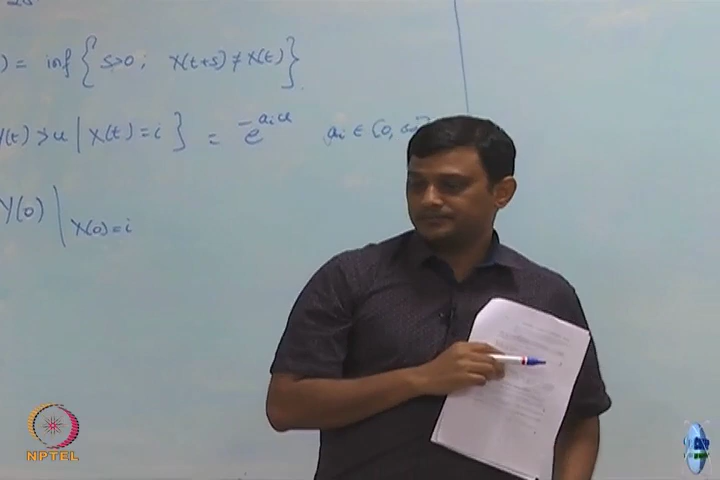 ) = inf { s>0 ; X(t+s) ≠ X(t) }.
Y(t) > u | X(t) = i } = e^{-a_i u} a_i ∈ [0, ∞]
Y(0) | X(0) = i
NPTEL